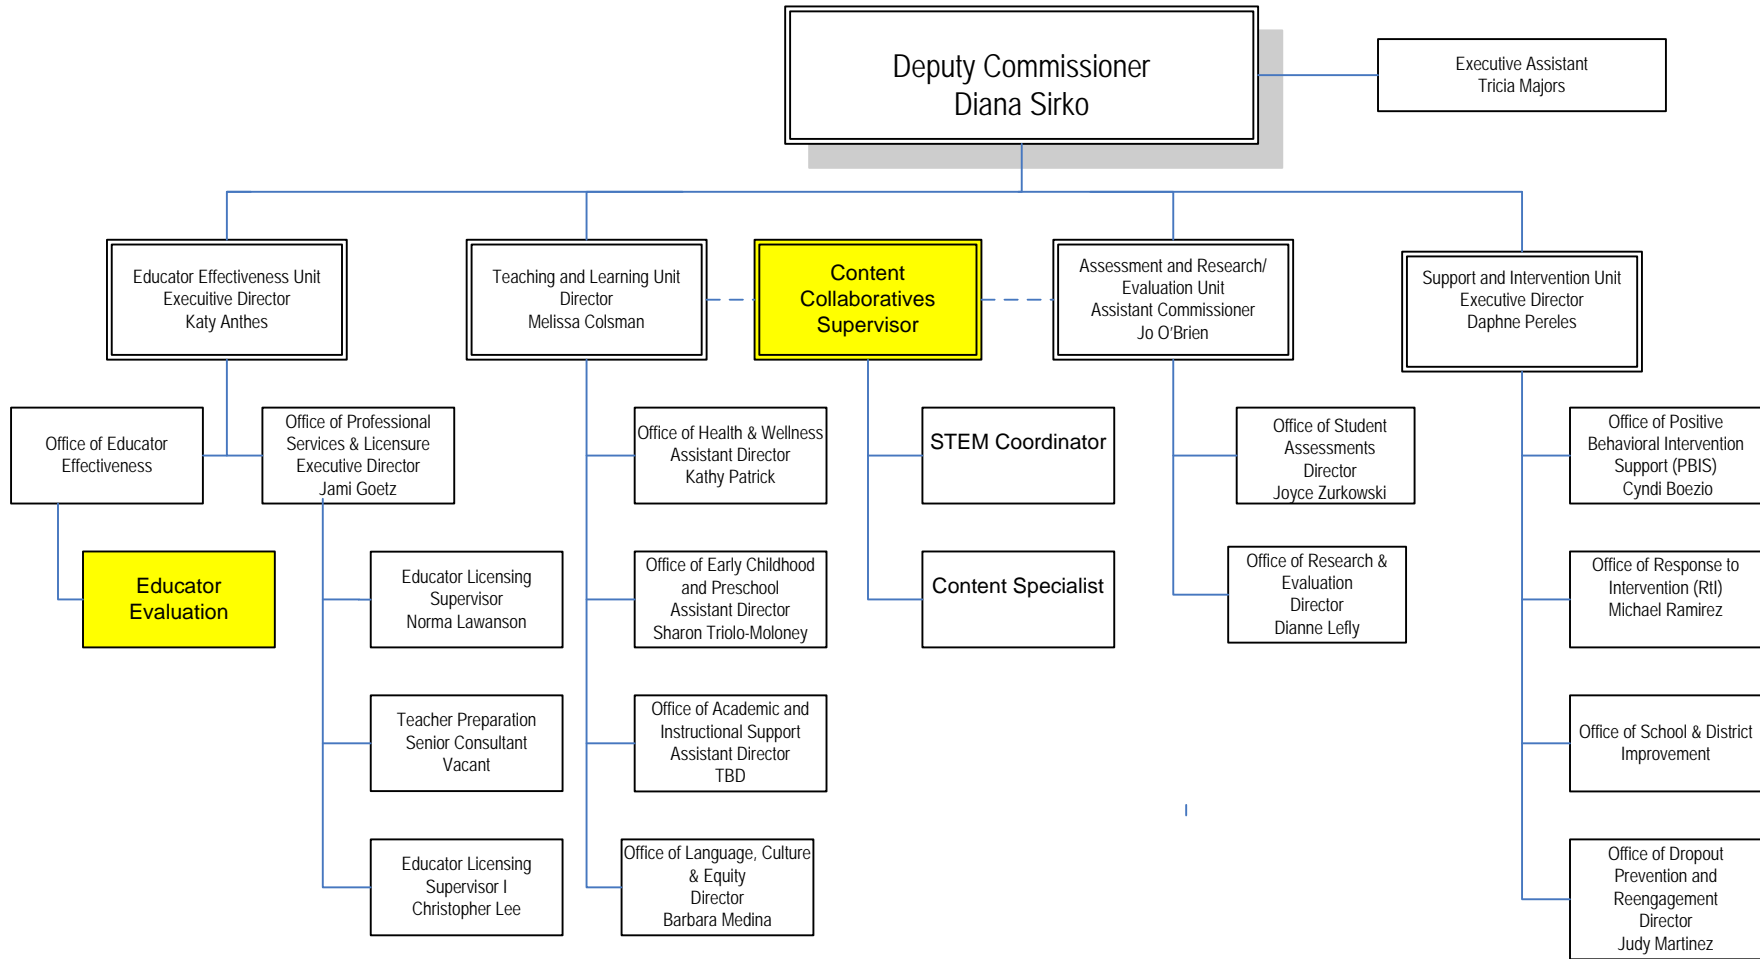 Deputy Commissioner
Diana Sirko
Executive Assistant
Tricia Majors
Educator Effectiveness Unit
Execuitive Director
Katy Anthes
Teaching and Learning Unit
Director
Melissa Colsman
Content
Collaboratives
Supervisor
Assessment and Research/
Evaluation Unit
Assistant Commissioner
Jo O'Brien
Support and Intervention Unit
Executive Director
Daphne Pereles
Office of Educator
Effectiveness
Office of Professional
Services & Licensure
Executive Director
Jami Goetz
Office of Health & Wellness
Assistant Director
Kathy Patrick
STEM Coordinator
Office of Student
Assessments
Director
Joyce Zurkowski
Office of Positive
Behavioral Intervention
Support (PBIS)
Cyndi Boezio
Educator
Evaluation
Educator Licensing
Supervisor
Norma Lawanson
Office of Early Childhood
and Preschool
Assistant Director
Sharon Triolo-Moloney
Content Specialist
Office of Research &
Evaluation
Director
Dianne Lefly
Office of Response to
Intervention (RtI)
Michael Ramirez
Teacher Preparation
Senior Consultant
Vacant
Office of Academic and
Instructional Support
Assistant Director
TBD
Office of School & District
Improvement
Educator Licensing
Supervisor I
Christopher Lee
Office of Language, Culture
& Equity
Director
Barbara Medina
Office of Dropout
Prevention and
Reengagement
Director
Judy Martinez